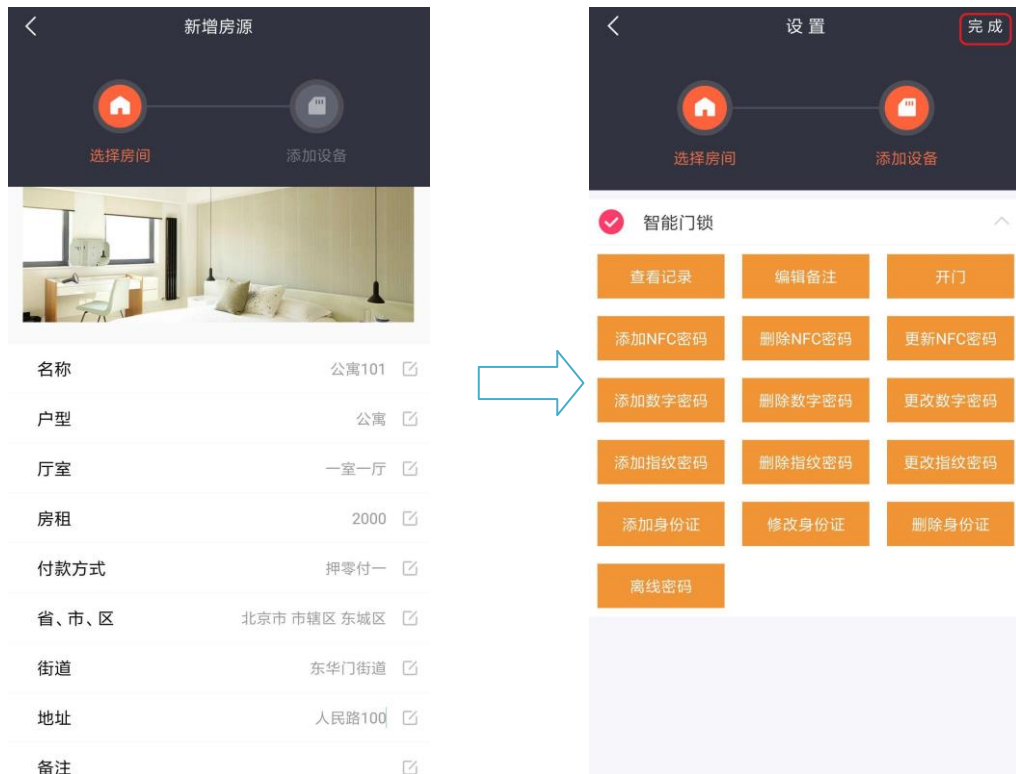 新增房源
选择房间
添加设备
名称 公寓101
户型 公寓
厅室 一室一厅
房租 2000
付款方式 押零付一
省、市、区 北京市 市辖区 东城区
街道 东华门街道
地址 人民路100
备注
设置 完成
选择房间
添加设备
智能门锁
查看记录 编辑备注 开门
添加NFC密码 删除NFC密码 更新NFC密码
添加数字密码 删除数字密码 更改数字密码
添加指纹密码 删除指纹密码 更改指纹密码
添加身份证 修改身份证 删除身份证
离线密码